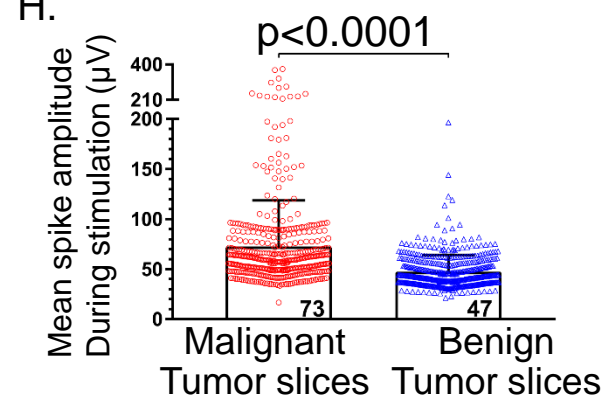 H.
p<0.0001
Mean spike amplitude
During stimulation (µV)
400
210
200
150
100
50
0
73
47
Malignant
Tumor slices
Benign
Tumor slices